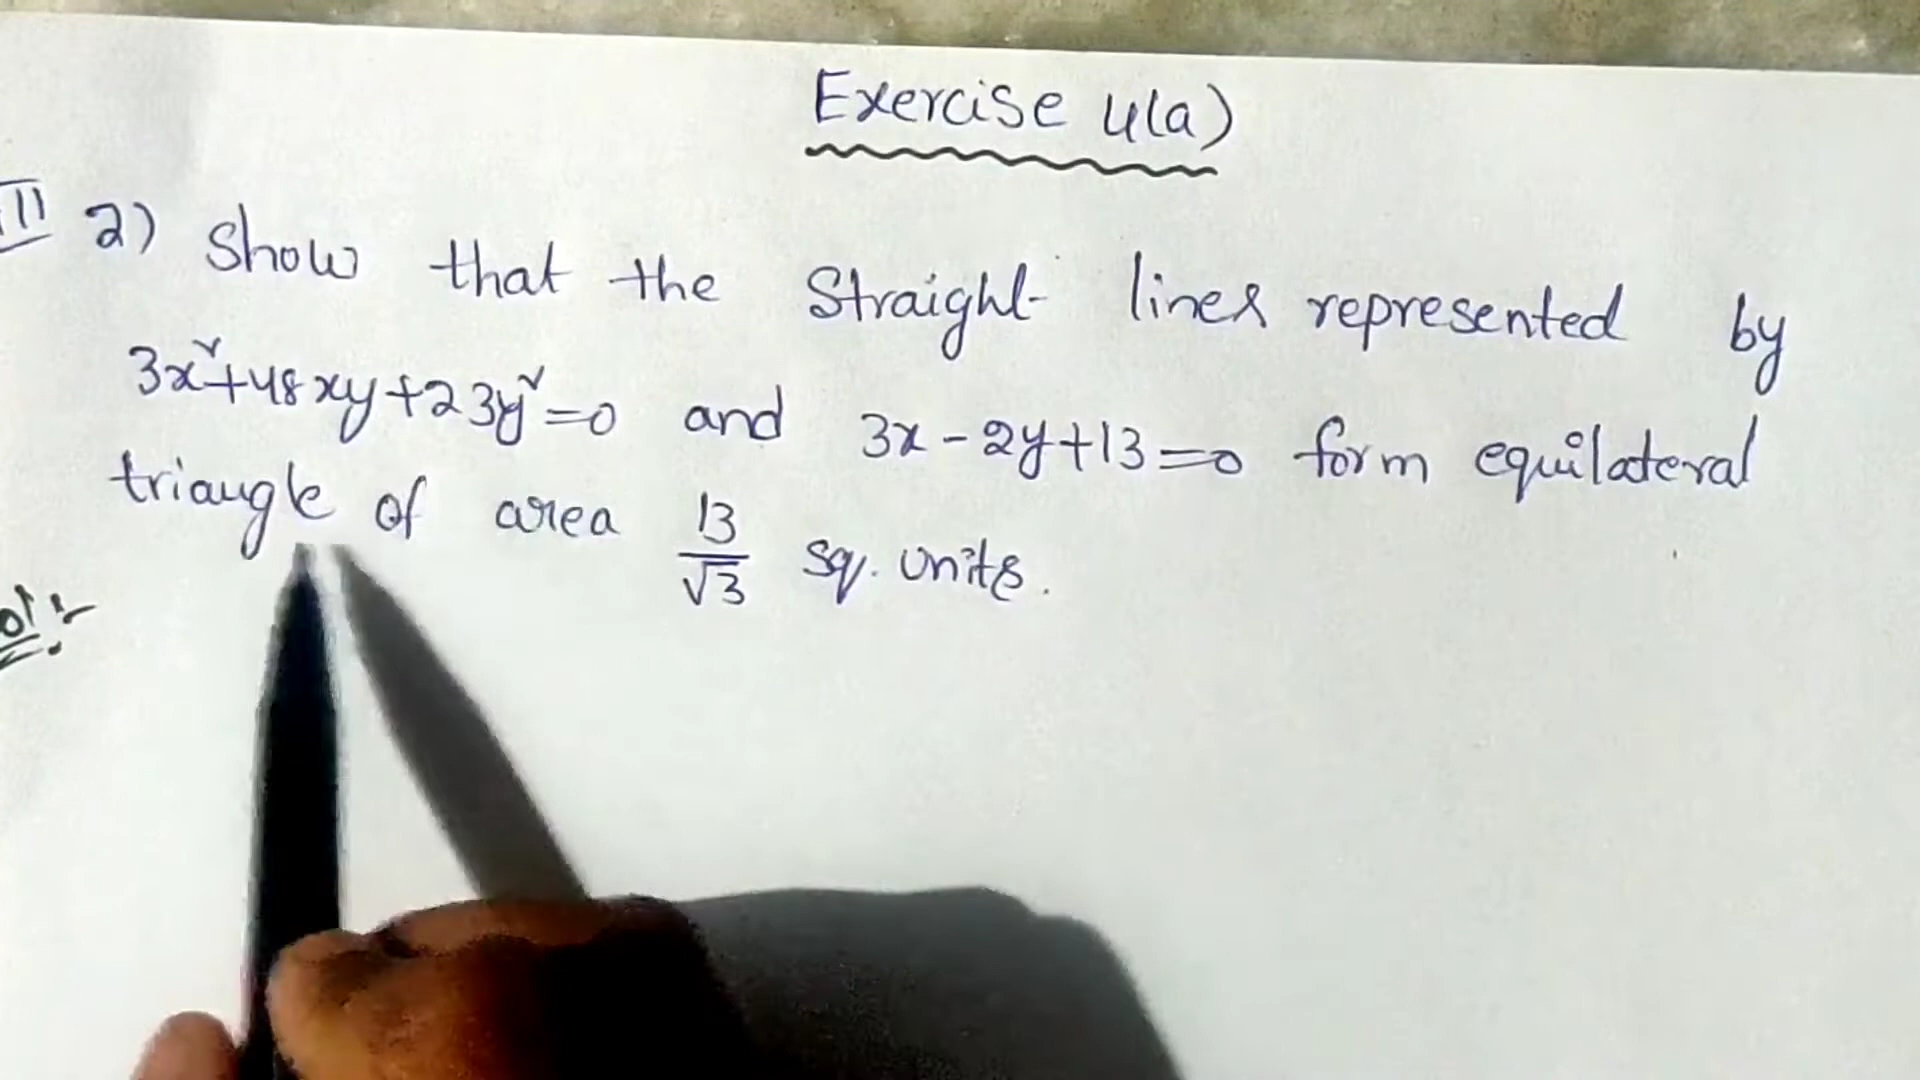 Exercise 4(a)
II 2) Show that the Straight lines represented by
3x²+48xy+23y²=0 and 3x-2y+13=0 form equilateral
triangle of area 13/√3 sq. units.
Sol:-